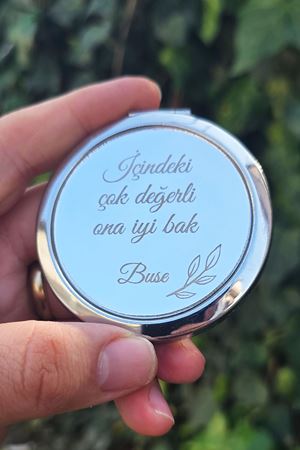 İçindeki
çok değerli
ona iyi bak
Buse